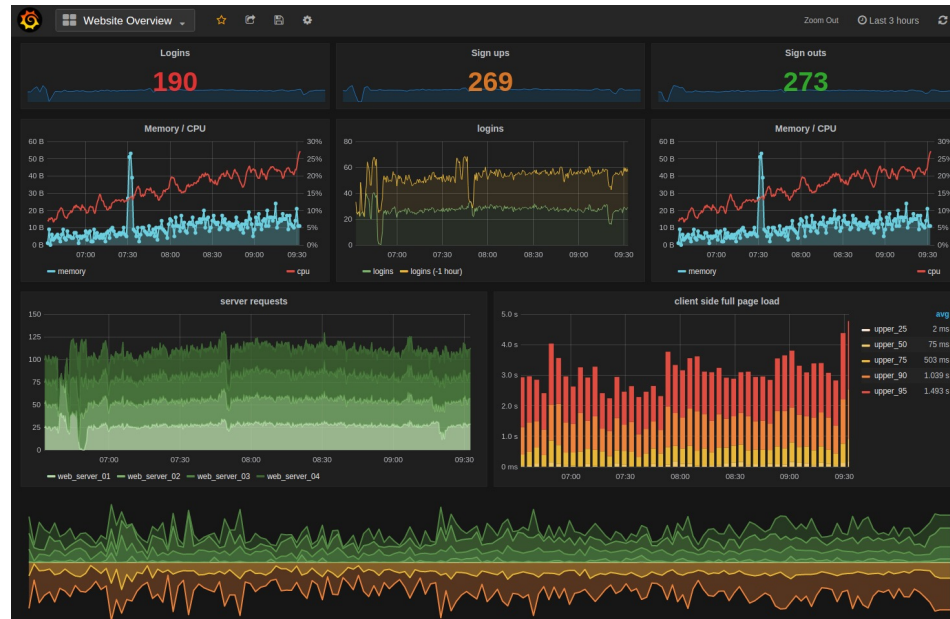 Website Overview
Zoom Out
Last 3 hours
Logins
190
Sign ups
269
Sign outs
273
Memory / CPU
60 B
50 B
40 B
30 B
20 B
10 B
0 B
30%
25%
20%
15%
10%
5%
0%
07:00 07:30 08:00 08:30 09:00 09:30
memory
cpu
logins
80
60
40
20
0
07:00 07:30 08:00 08:30 09:00 09:30
logins logins (-1 hour)
Memory / CPU
60 B
50 B
40 B
30 B
20 B
10 B
0 B
30%
25%
20%
15%
10%
5%
0%
07:00 07:30 08:00 08:30 09:00 09:30
memory
cpu
server requests
150
125
100
75
50
25
0
07:00 07:30 08:00 08:30 09:00 09:30
web_server_01 web_server_02 web_server_03 web_server_04
client side full page load
5.0 s
4.0 s
3.0 s
2.0 s
1.0 s
0 ms
07:00 07:30 08:00 08:30 09:00 09:30
avg
upper_25 2 ms
upper_50 75 ms
upper_75 503 ms
upper_90 1.039 s
upper_95 1.493 s